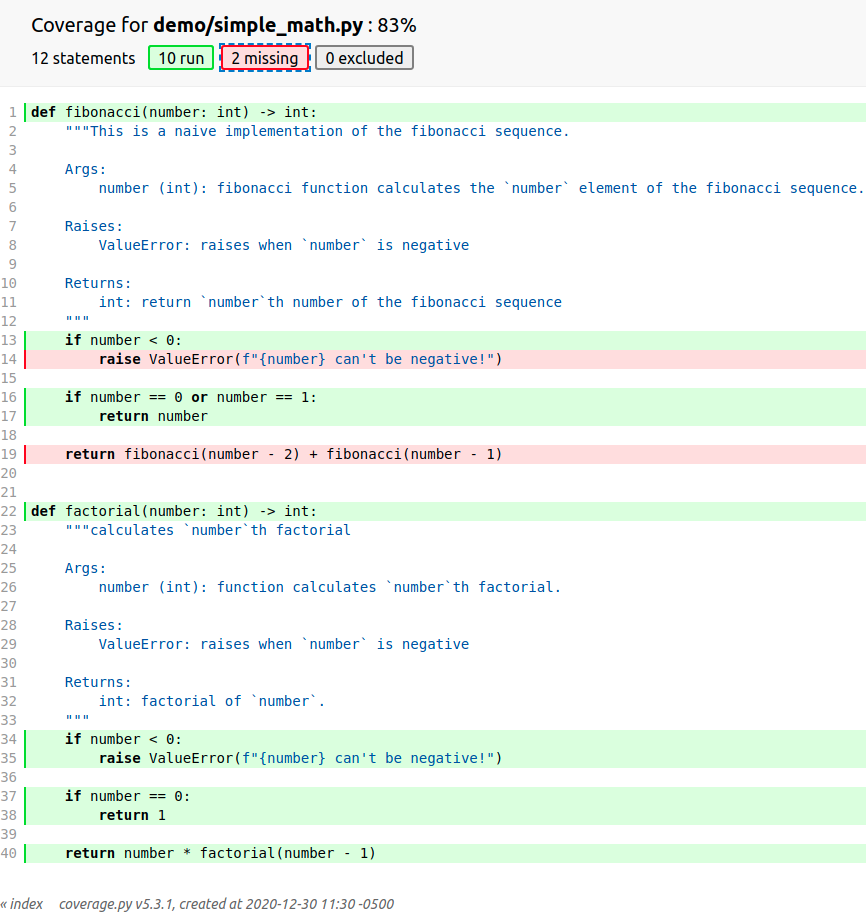 Coverage for demo/simple_math.py : 83%
12 statements 10 run 2 missing 0 excluded
1 def fibonacci(number: int) -> int:
2     """This is a naive implementation of the fibonacci sequence.
3
4     Args:
5         number (int): fibonacci function calculates the `number` element of the fibonacci sequence.
6
7     Raises:
8         ValueError: raises when `number` is negative
9
10     Returns:
11         int: return `number`th number of the fibonacci sequence
12     """
13     if number < 0:
14         raise ValueError(f"{number} can't be negative!")
15
16     if number == 0 or number == 1:
17         return number
18
19     return fibonacci(number - 2) + fibonacci(number - 1)
20
21
22 def factorial(number: int) -> int:
23     """calculates `number`th factorial
24
25     Args:
26         number (int): function calculates `number`th factorial.
27
28     Raises:
29         ValueError: raises when `number` is negative
30
31     Returns:
32         int: factorial of `number`.
33     """
34     if number < 0:
35         raise ValueError(f"{number} can't be negative!")
36
37     if number == 0:
38         return 1
39
40     return number * factorial(number - 1)
« index coverage.py v5.3.1, created at 2020-12-30 11:30 -0500